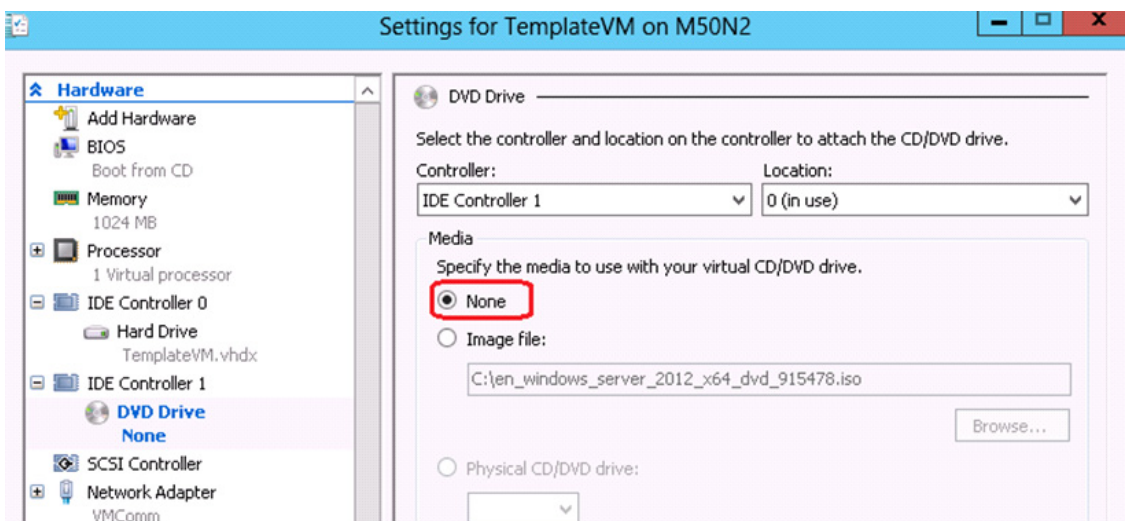 Settings for TemplateVM on M50N2
Hardware
Add Hardware
BIOS
Boot from CD
Memory
1024 MB
Processor
1 Virtual processor
IDE Controller 0
Hard Drive
TemplateVM.vhdx
IDE Controller 1
DVD Drive
None
SCSI Controller
Network Adapter
VMComm
DVD Drive
Select the controller and location on the controller to attach the CD/DVD drive.
Controller: Location:
IDE Controller 1 0 (in use)
Media
Specify the media to use with your virtual CD/DVD drive.
None
Image file:
C:\en_windows_server_2012_x64_dvd_915478.iso
Browse...
Physical CD/DVD drive: